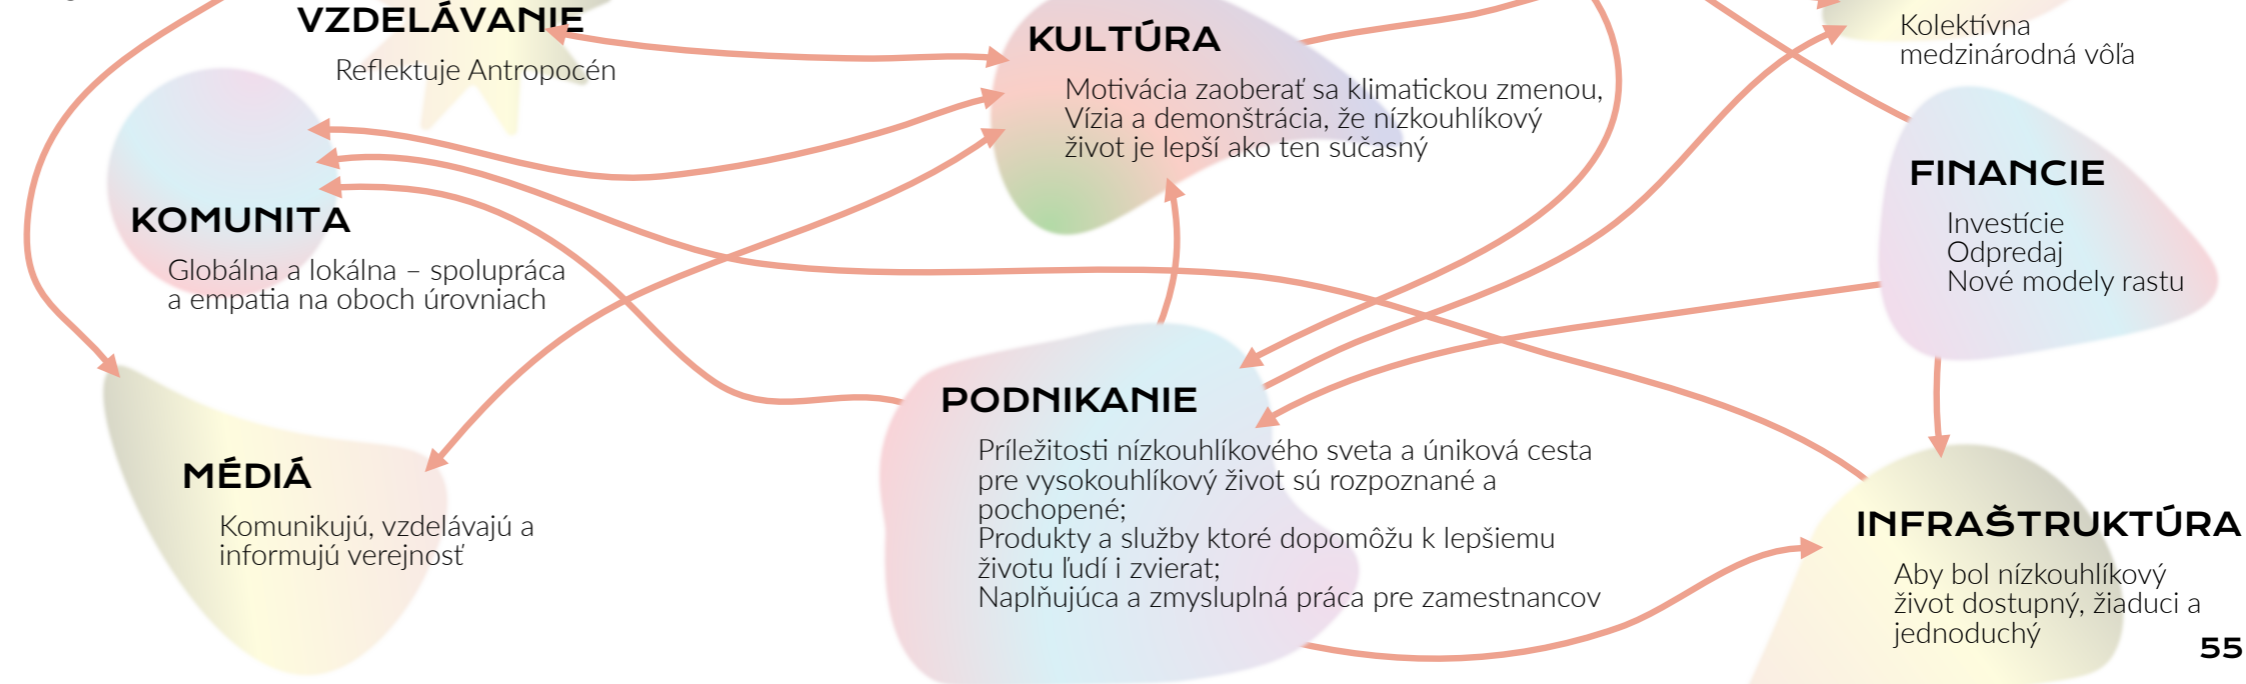 VZDELÁVANIE
Reflektuje Antropocén
KULTÚRA
Motivácia zaoberať sa klimatickou zmenou,
Vízia a demonštrácia, že nízkouhlíkový
život je lepší ako ten súčasný
Kolektívna
medzinárodná vôľa
FINANCIE
Investície
Odpredaj
Nové modely rastu
KOMUNITA
Globálna a lokálna – spolupráca
a empatia na oboch úrovniach
MÉDIÁ
Komunikujú, vzdelávajú a
informujú verejnosť
PODNIKANIE
Príležitosti nízkouhlíkového sveta a úniková cesta
pre vysokouhlíkový život sú rozpoznané a
pochopené;
Produkty a služby ktoré dopomôžu k lepšiemu
životu ľudí i zvierat;
Naplňujúca a zmysluplná práca pre zamestnancov
INFRAŠTRUKTÚRA
Aby bol nízkouhlíkový
život dostupný, žiaduci a
jednoduchý
55